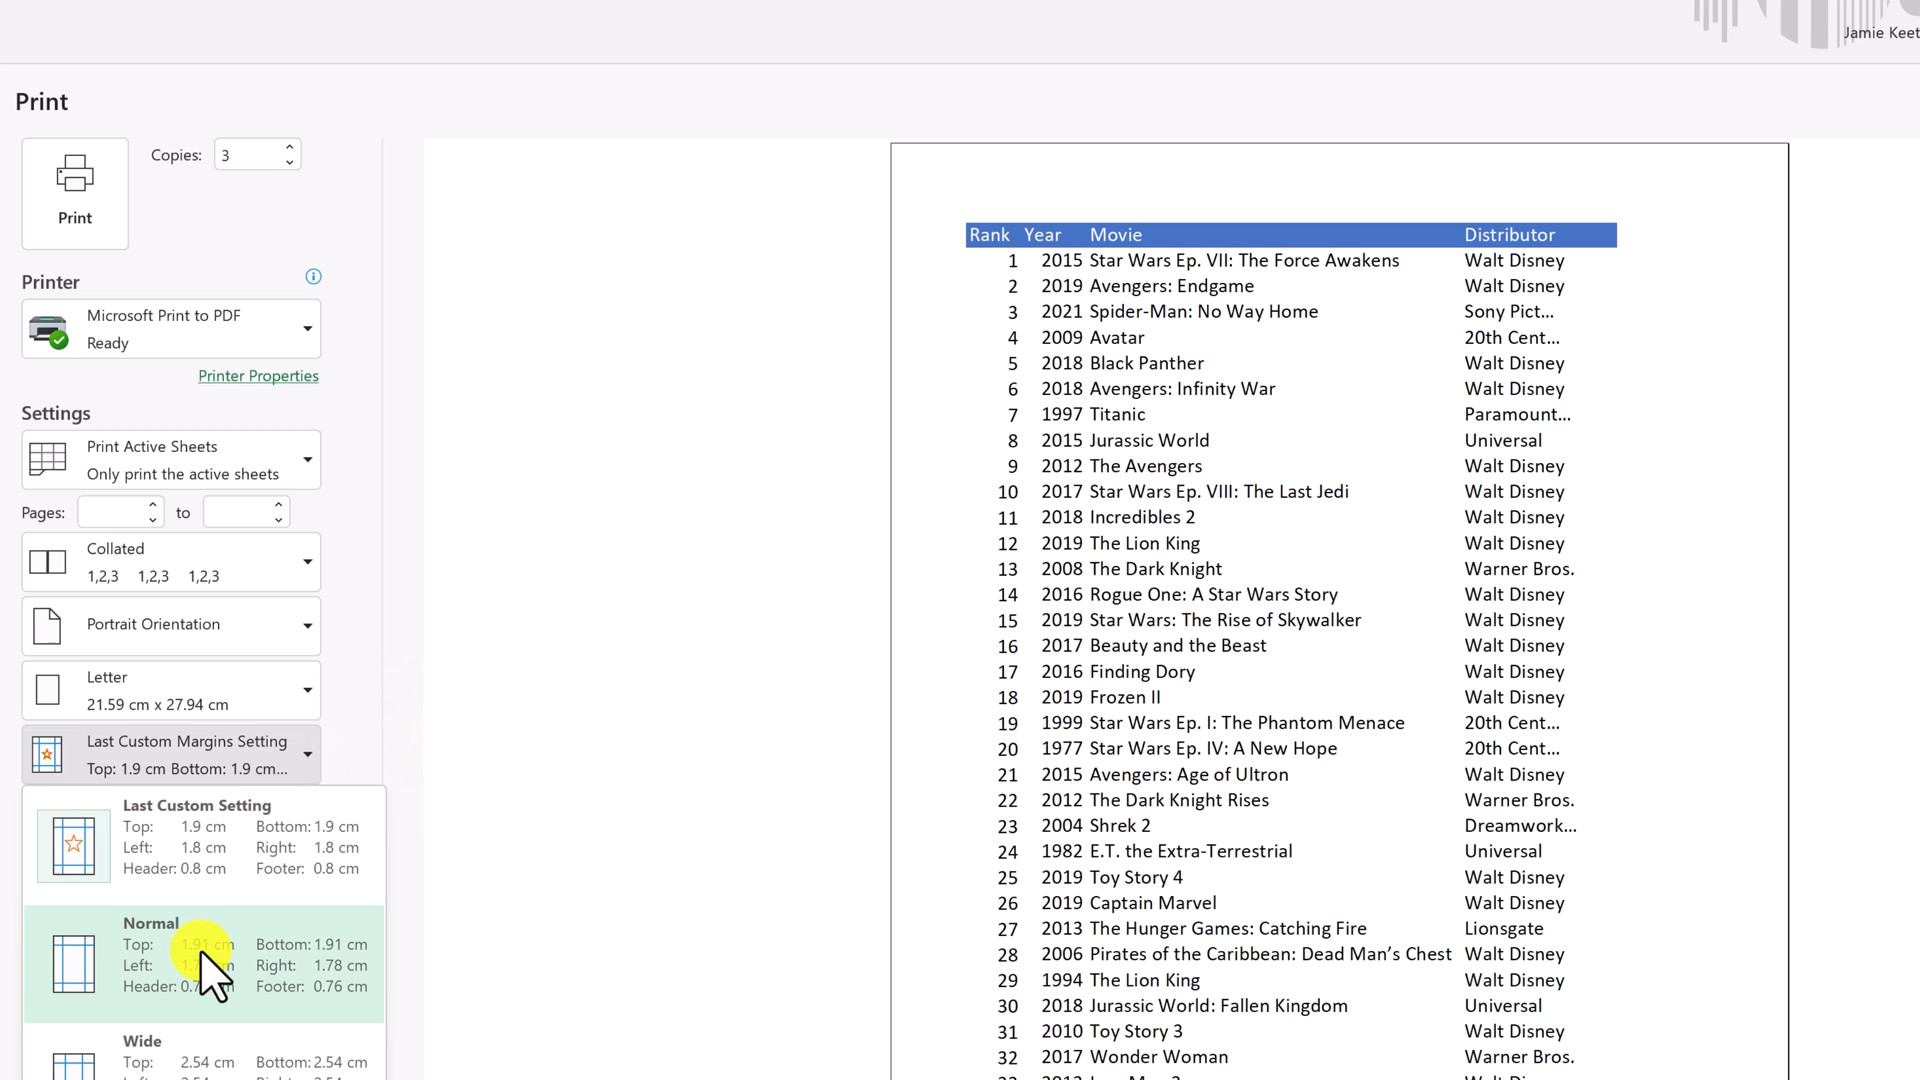 Jamie Keet
Print
Copies: 3
Print
Printer
Microsoft Print to PDF
Ready
Printer Properties
Settings
Print Active Sheets
Only print the active sheets
Pages: to
Collated
1,2,3 1,2,3 1,2,3
Portrait Orientation
Letter
21.59 cm x 27.94 cm
Last Custom Margins Setting
Top: 1.9 cm Bottom: 1.9 cm...
Last Custom Setting
Top: 1.9 cm Bottom: 1.9 cm
Left: 1.8 cm Right: 1.8 cm
Header: 0.8 cm Footer: 0.8 cm
Normal
Top: 1.91 cm Bottom: 1.91 cm
Left: Right: 1.78 cm
Header: Footer: 0.76 cm
Wide
Top: 2.54 cm Bottom: 2.54 cm
Rank Year Movie Distributor
1 2015 Star Wars Ep. VII: The Force Awakens Walt Disney
2 2019 Avengers: Endgame Walt Disney
3 2021 Spider-Man: No Way Home Sony Pict...
4 2009 Avatar 20th Cent...
5 2018 Black Panther Walt Disney
6 2018 Avengers: Infinity War Walt Disney
7 1997 Titanic Paramount...
8 2015 Jurassic World Universal
9 2012 The Avengers Walt Disney
10 2017 Star Wars Ep. VIII: The Last Jedi Walt Disney
11 2018 Incredibles 2 Walt Disney
12 2019 The Lion King Walt Disney
13 2008 The Dark Knight Warner Bros.
14 2016 Rogue One: A Star Wars Story Walt Disney
15 2019 Star Wars: The Rise of Skywalker Walt Disney
16 2017 Beauty and the Beast Walt Disney
17 2016 Finding Dory Walt Disney
18 2019 Frozen II Walt Disney
19 1999 Star Wars Ep. I: The Phantom Menace 20th Cent...
20 1977 Star Wars Ep. IV: A New Hope 20th Cent...
21 2015 Avengers: Age of Ultron Walt Disney
22 2012 The Dark Knight Rises Warner Bros.
23 2004 Shrek 2 Dreamwork...
24 1982 E.T. the Extra-Terrestrial Universal
25 2019 Toy Story 4 Walt Disney
26 2019 Captain Marvel Walt Disney
27 2013 The Hunger Games: Catching Fire Lionsgate
28 2006 Pirates of the Caribbean: Dead Man’s Chest Walt Disney
29 1994 The Lion King Walt Disney
30 2018 Jurassic World: Fallen Kingdom Universal
31 2010 Toy Story 3 Walt Disney
32 2017 Wonder Woman Warner Bros.